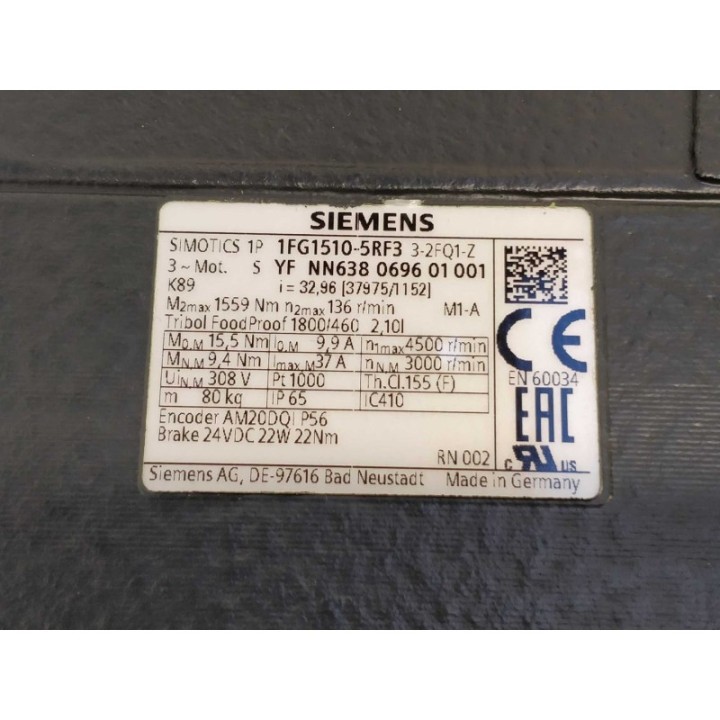 SIEMENS
SIMOTICS 1P 1FG1510-5RF3 3-2FQ1-Z
3~Mot. S YF NN638 0696 01 001
K89 i = 32,96 [37975/1152]
M2max 1559 Nm n2max 136 r/min M1-A
Tribol FoodProof 1800/460 2,10l
M0,M 15,5 Nm I0,M 9,9 A n1max 4500 r/min
MN,M 9,4 Nm Imax,M 37 A nN,M 3000 r/min
UiN,M 308 V Pt1000 Th.Cl.155 (F)
m 80 kg IP 65 IC410
Encoder AM20DQI P56
Brake 24VDC 22W 22Nm
RN 002
CE
EN 60034
EAC
c RU US
Siemens AG, DE-97616 Bad Neustadt Made in Germany